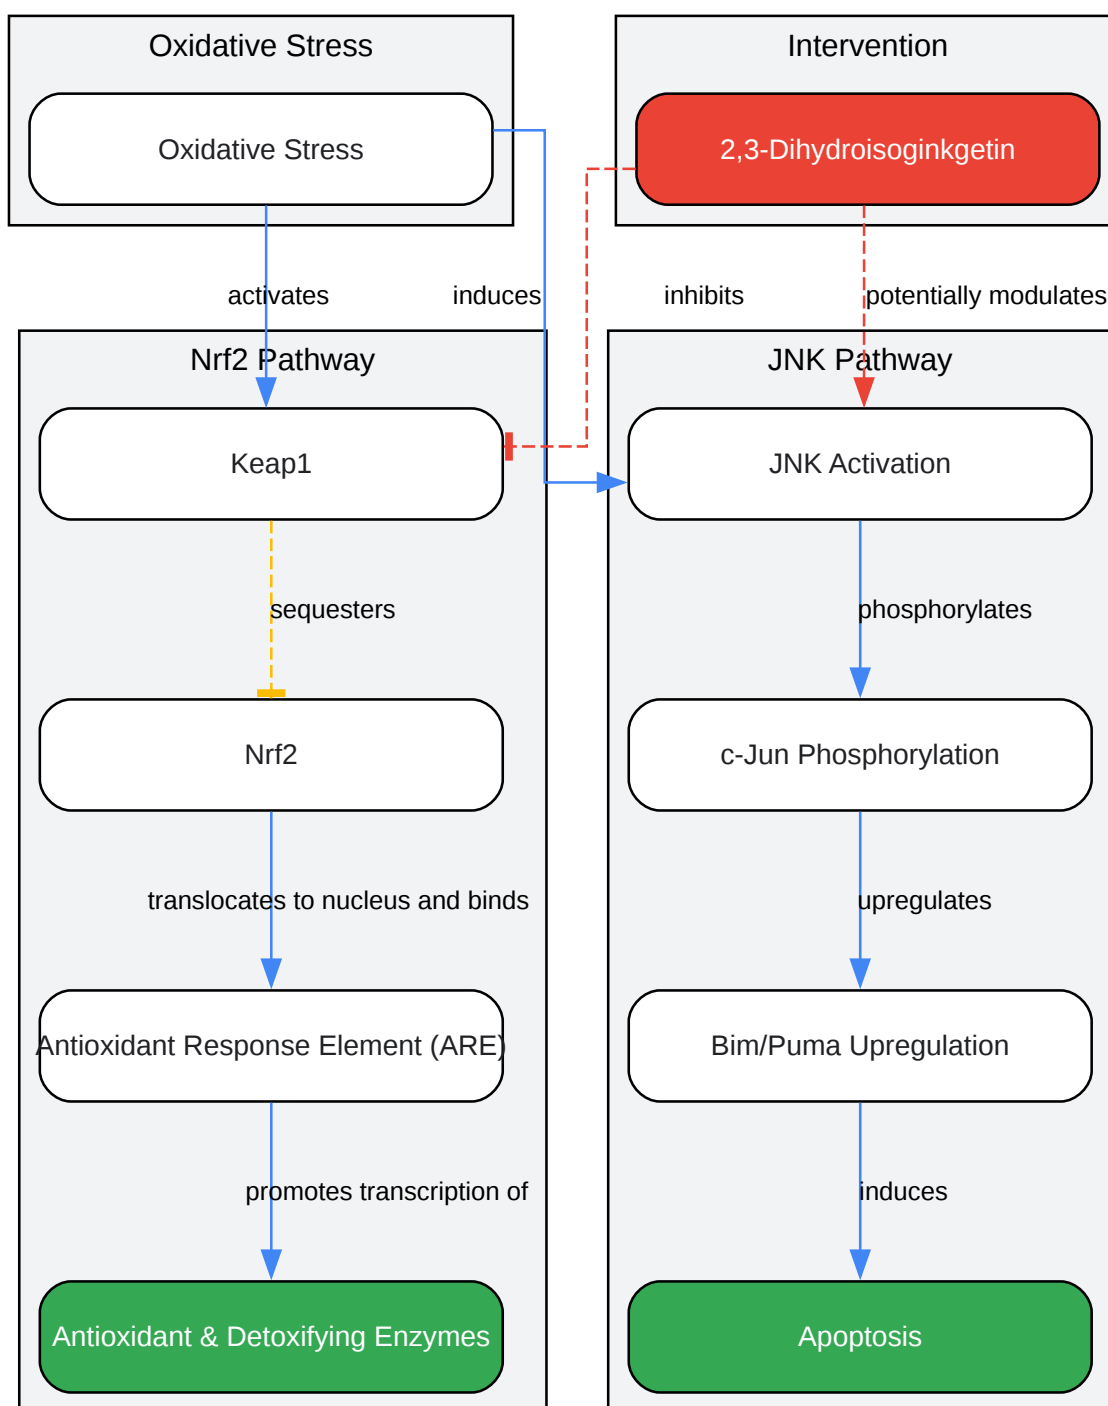 Oxidative Stress
Intervention
Oxidative Stress
2,3-Dihydroisoginkgetin
activates
induces
inhibits
potentially modulates
Nrf2 Pathway
JNK Pathway
Keap1
JNK Activation
sequesters
phosphorylates
Nrf2
c-Jun Phosphorylation
translocates to nucleus and binds
upregulates
Antioxidant Response Element (ARE)
Bim/Puma Upregulation
promotes transcription of
induces
Antioxidant & Detoxifying Enzymes
Apoptosis